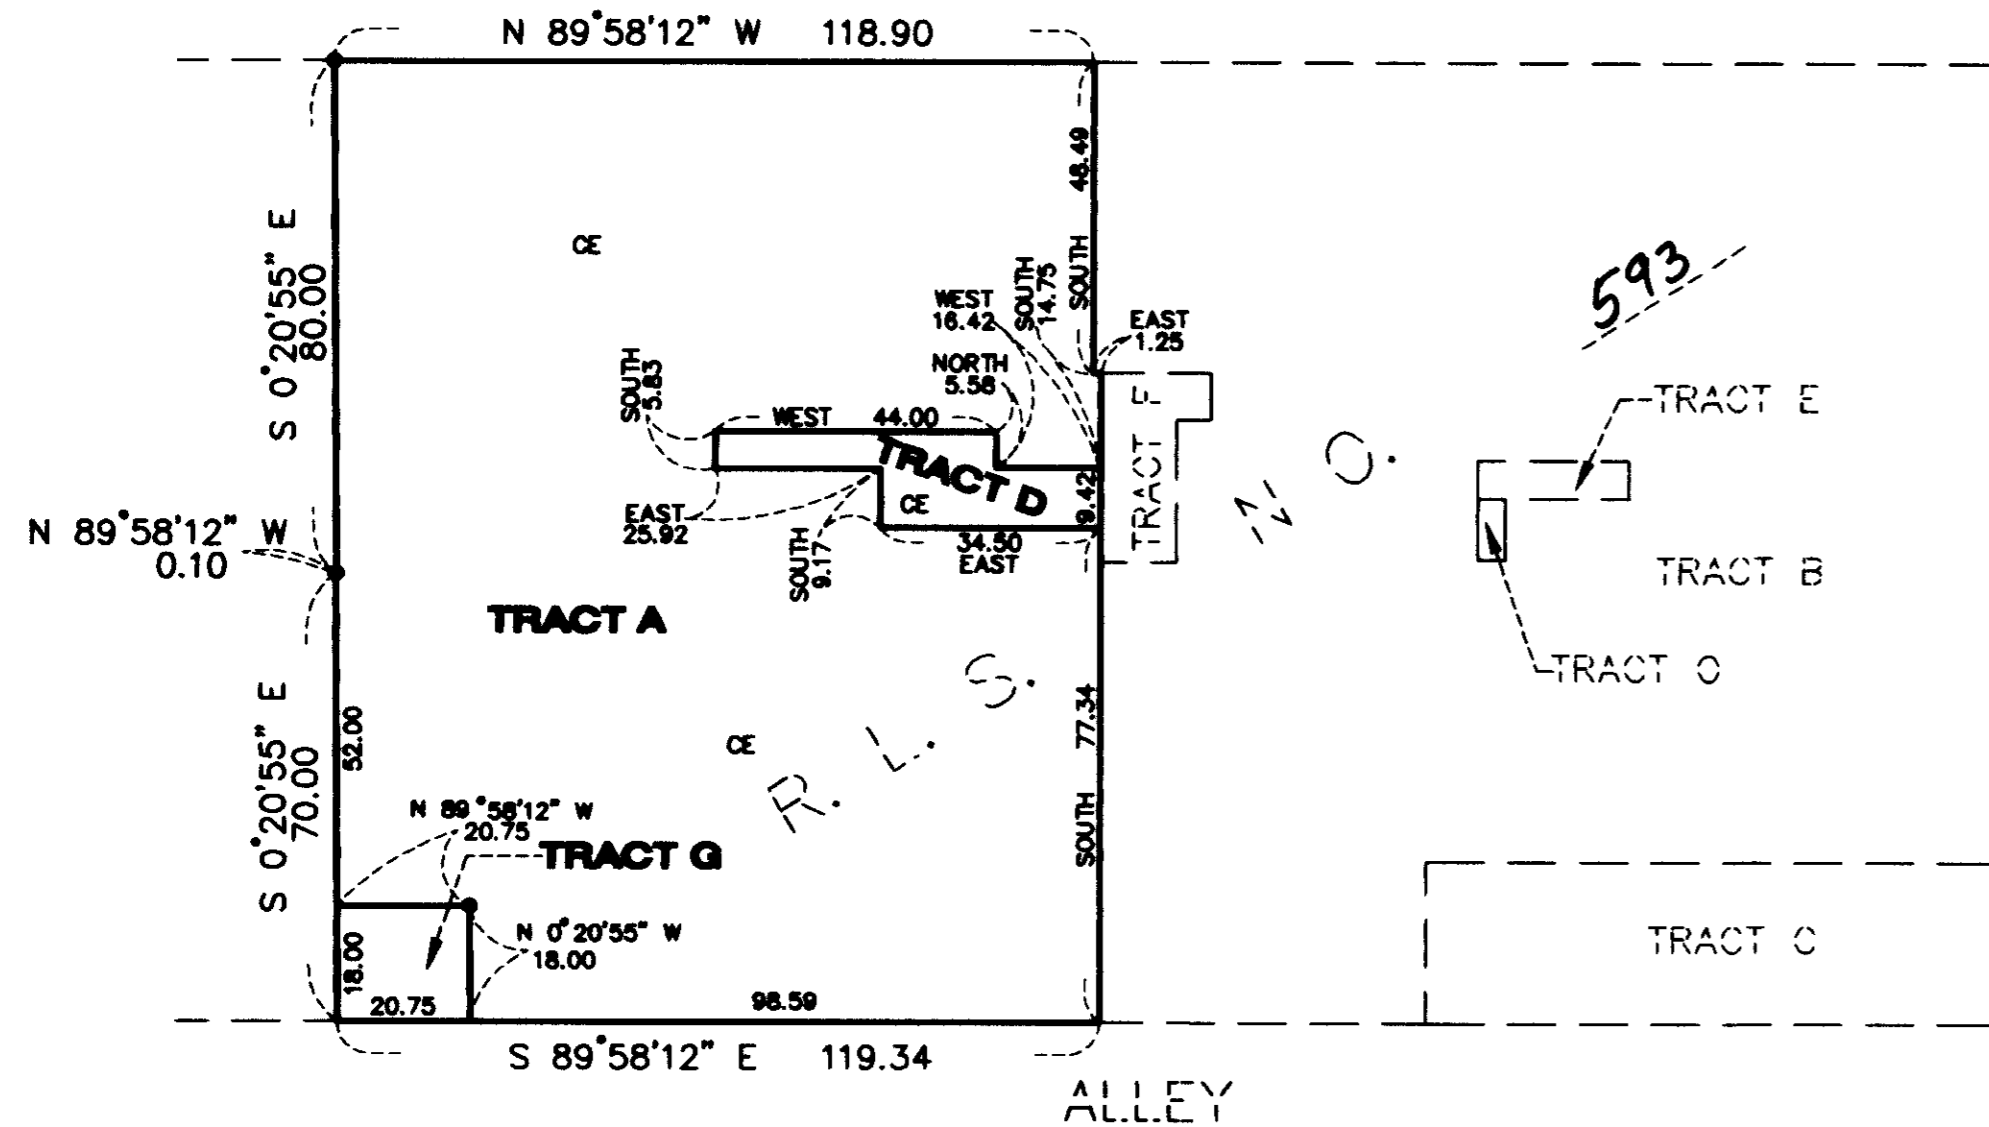 N 89°58'12" W 118.90
S 0°20'55" E
80.00
CE
SOUTH 48.49
593
WEST
16.42
SOUTH
14.75
EAST
1.25
NORTH
5.58
SOUTH
5.83
WEST 44.00
TRACT D
CE
9.42
TRACT F
N O.
TRACT E
EAST
25.92
SOUTH
9.17
34.50
EAST
N 89°58'12" W
0.10
TRACT B
TRACT A
TRACT O
R. L. S.
S 0°20'55" E
70.00
52.00
CE
SOUTH 77.34
N 89°58'12" W
20.75
TRACT G
N 0°20'55" W
18.00
18.00
20.75
98.59
TRACT C
S 89°58'12" E 119.34
ALLEY